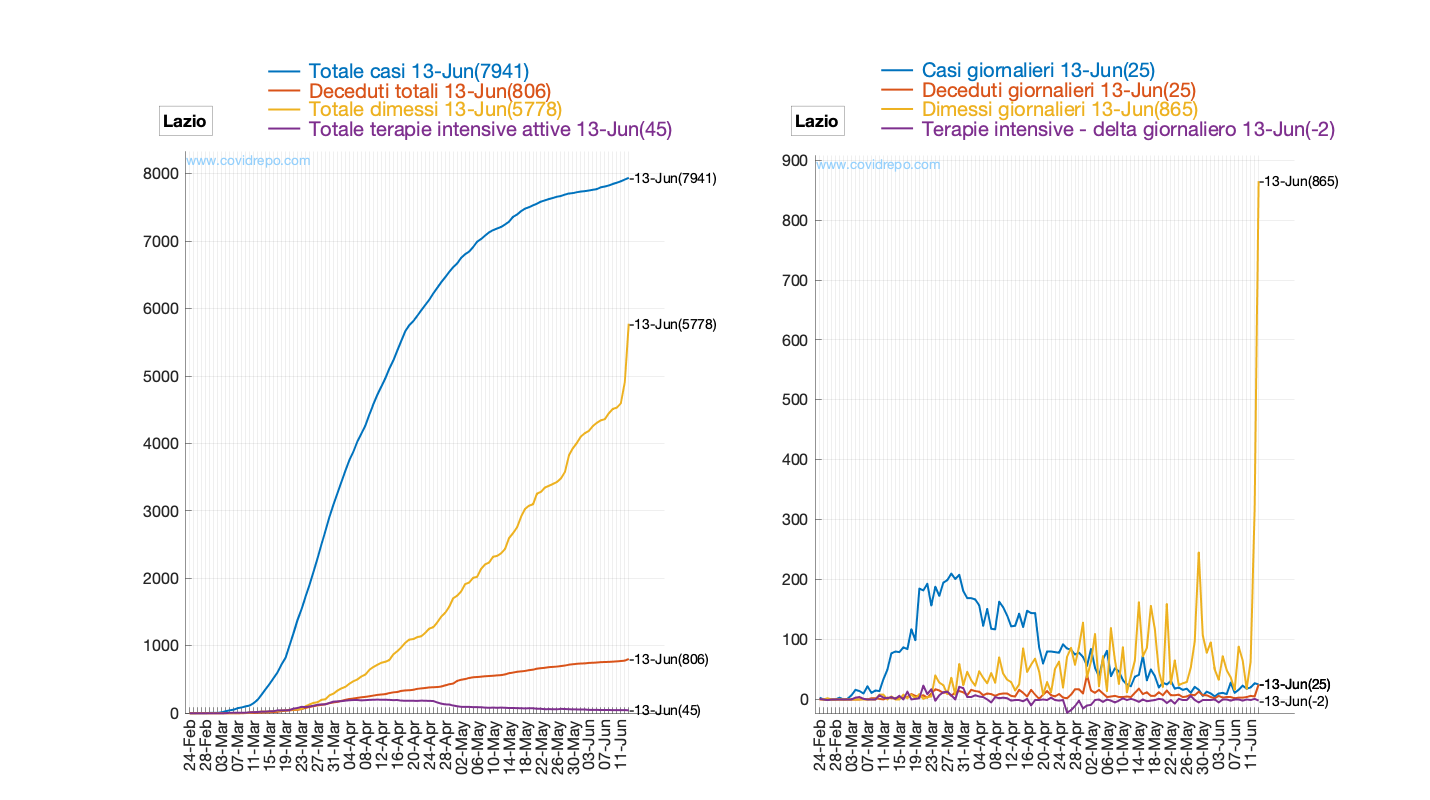 Totale casi 13-Jun(7941)
Deceduti totali 13-Jun(806)
Totale dimessi 13-Jun(5778)
Totale terapie intensive attive 13-Jun(45)
Lazio
www.covidrepo.com
8000
7000
6000
5000
4000
3000
2000
1000
0
13-Jun(7941)
13-Jun(5778)
13-Jun(806)
13-Jun(45)
24-Feb
28-Feb
03-Mar
07-Mar
11-Mar
15-Mar
19-Mar
23-Mar
27-Mar
31-Mar
04-Apr
08-Apr
12-Apr
16-Apr
20-Apr
24-Apr
28-Apr
02-May
06-May
10-May
14-May
18-May
22-May
26-May
30-May
03-Jun
07-Jun
11-Jun
Casi giornalieri 13-Jun(25)
Deceduti giornalieri 13-Jun(25)
Dimessi giornalieri 13-Jun(865)
Terapie intensive - delta giornaliero 13-Jun(-2)
Lazio
www.covidrepo.com
900
800
700
600
500
400
300
200
100
0
13-Jun(865)
13-Jun(25)
13-Jun(-2)
24-Feb
28-Feb
03-Mar
07-Mar
11-Mar
15-Mar
19-Mar
23-Mar
27-Mar
31-Mar
04-Apr
08-Apr
12-Apr
16-Apr
20-Apr
24-Apr
28-Apr
02-May
06-May
10-May
14-May
18-May
22-May
26-May
30-May
03-Jun
07-Jun
11-Jun